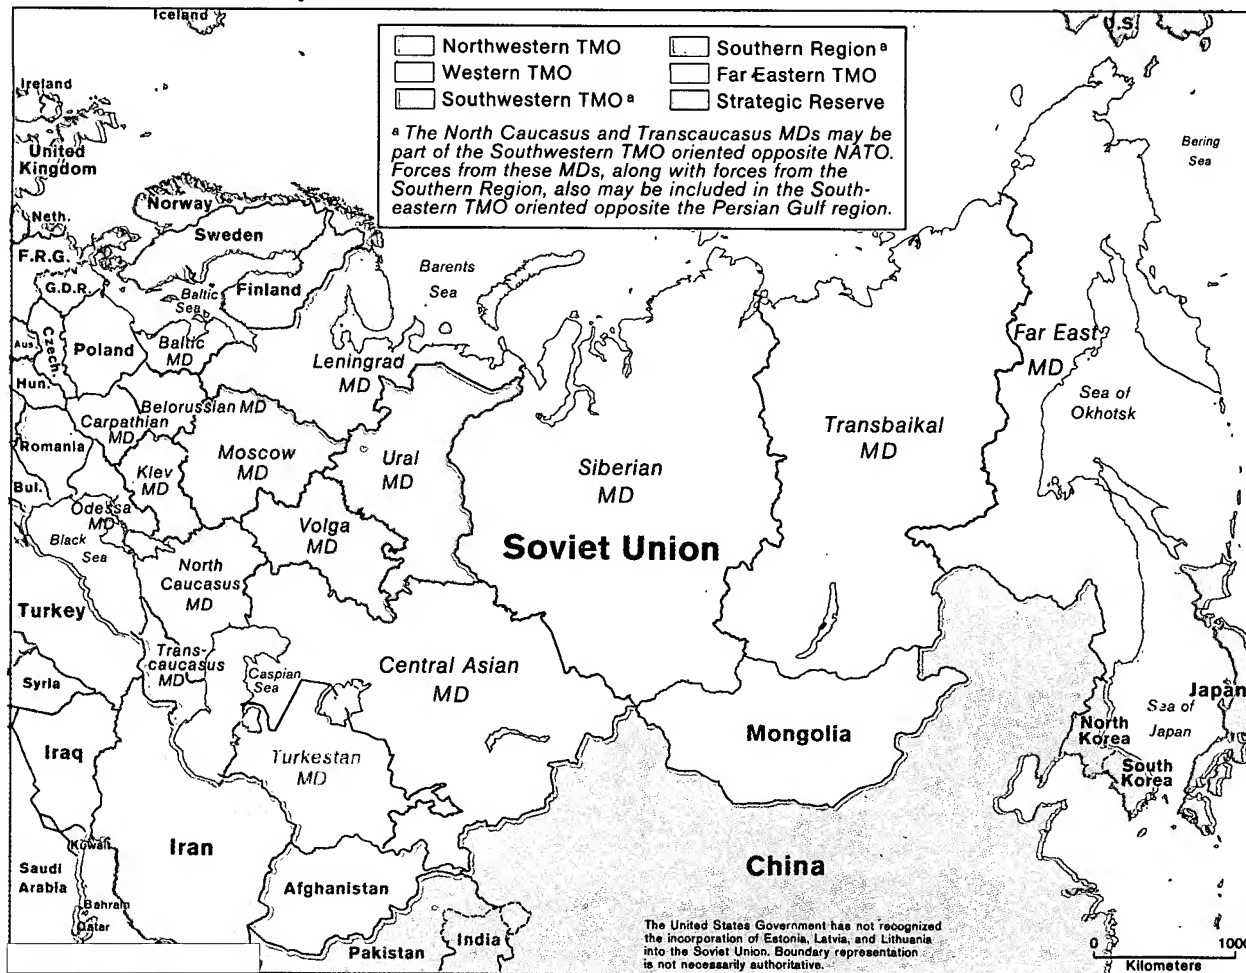 Iceland
U.S.
Northwestern TMO
Western TMO
Southwestern TMO a
Southern Region a
Far Eastern TMO
Strategic Reserve
a The North Caucasus and Transcaucasus MDs may be
part of the Southwestern TMO oriented opposite NATO.
Forces from these MDs, along with forces from the
Southern Region, also may be included in the South-
eastern TMO oriented opposite the Persian Gulf region.
Ireland
United
Kingdom
Bering
Sea
Norway
Neth.
Sweden
F.R.G.
G.D.R.
Baltic
Sea
Finland
Barents
Sea
Aus.
Czech.
Poland
Baltic
MD
Leningrad
MD
Far East
MD
Hun.
Belorussian MD
Carpathian
MD
Sea of
Okhotsk
Romania
Kiev
MD
Moscow
MD
Ural
MD
Siberian
MD
Transbaikal
MD
Bul.
Odessa
MD
Black
Sea
Volga
MD
Soviet Union
North
Caucasus
MD
Turkey
Trans-
caucasus
MD
Caspian
Sea
Central Asian
MD
Syria
Japan
Iraq
Turkestan
MD
Mongolia
North
Korea
Sea of
Japan
South
Korea
Kuwait
Iran
China
Saudi
Arabia
Afghanistan
Bahrain
Qatar
Pakistan
India
The United States Government has not recognized
the incorporation of Estonia, Latvia, and Lithuania
into the Soviet Union. Boundary representation
is not necessarily authoritative.
0 1000
Kilometers